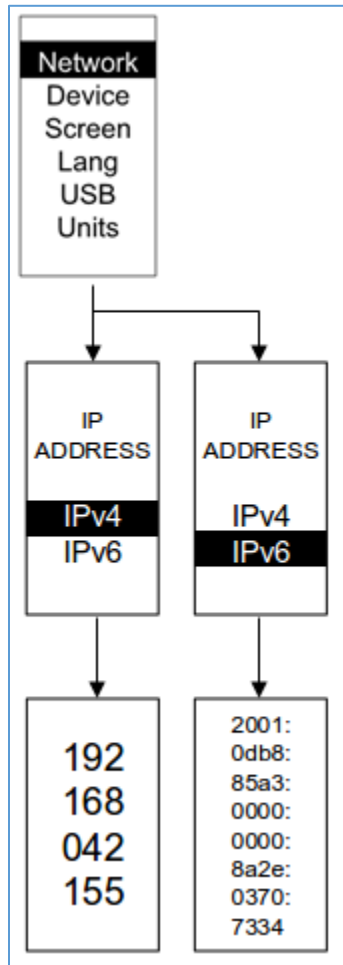 Network
Device
Screen
Lang
USB
Units
IP
ADDRESS
IPv4
IPv6
IP
ADDRESS
IPv4
IPv6
192
168
042
155
2001:
0db8:
85a3:
0000:
0000:
8a2e:
0370:
7334